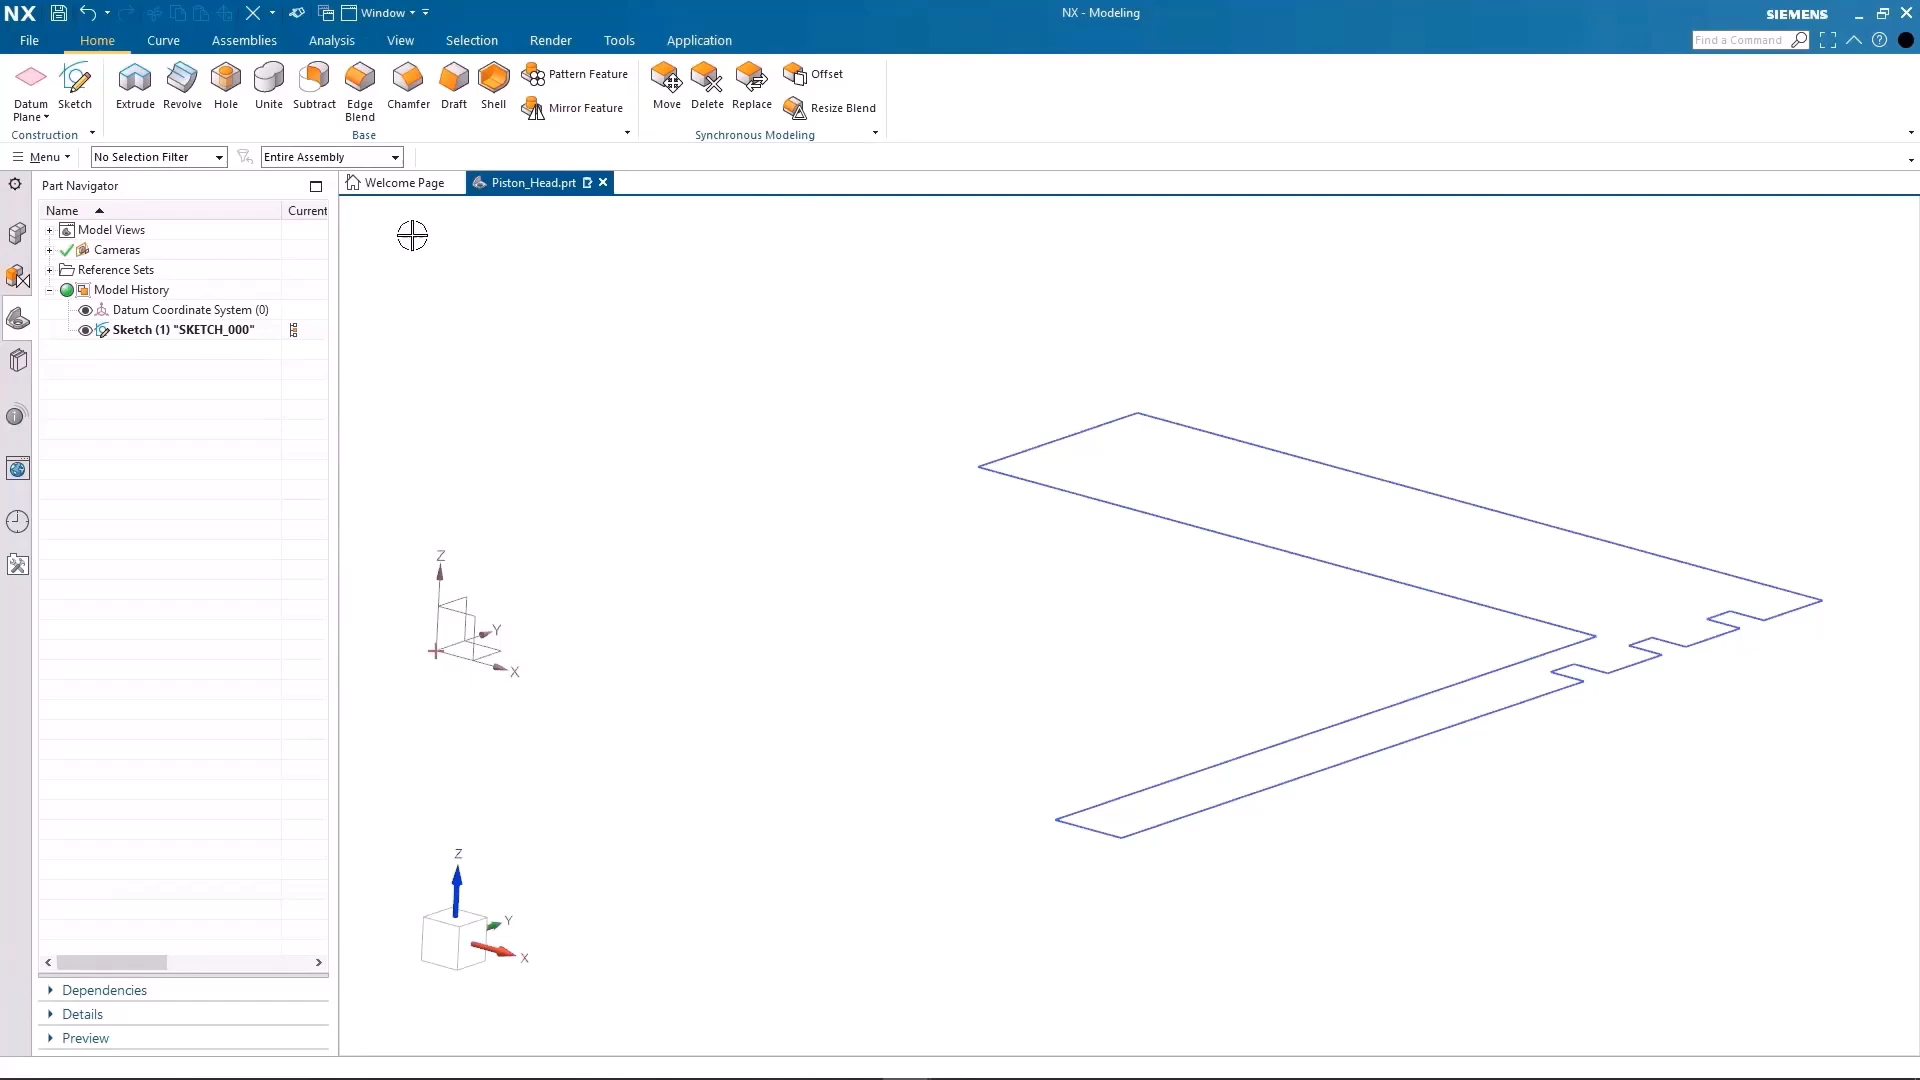 NX Window NX - Modeling SIEMENS
File Home Curve Assemblies Analysis View Selection Render Tools Application Find a Command
Datum Plane Sketch Extrude Revolve Hole Unite Subtract Edge Blend Chamfer Draft Shell Pattern Feature Mirror Feature Move Delete Replace Offset Resize Blend
Construction Base Synchronous Modeling
Menu No Selection Filter Entire Assembly
Part Navigator Welcome Page Piston_Head.prt
Name Current
Model Views
Cameras
Reference Sets
Model History
Datum Coordinate System (0)
Sketch (1) "SKETCH_000"
Z
Y
X
Z
Y
X
Dependencies
Details
Preview